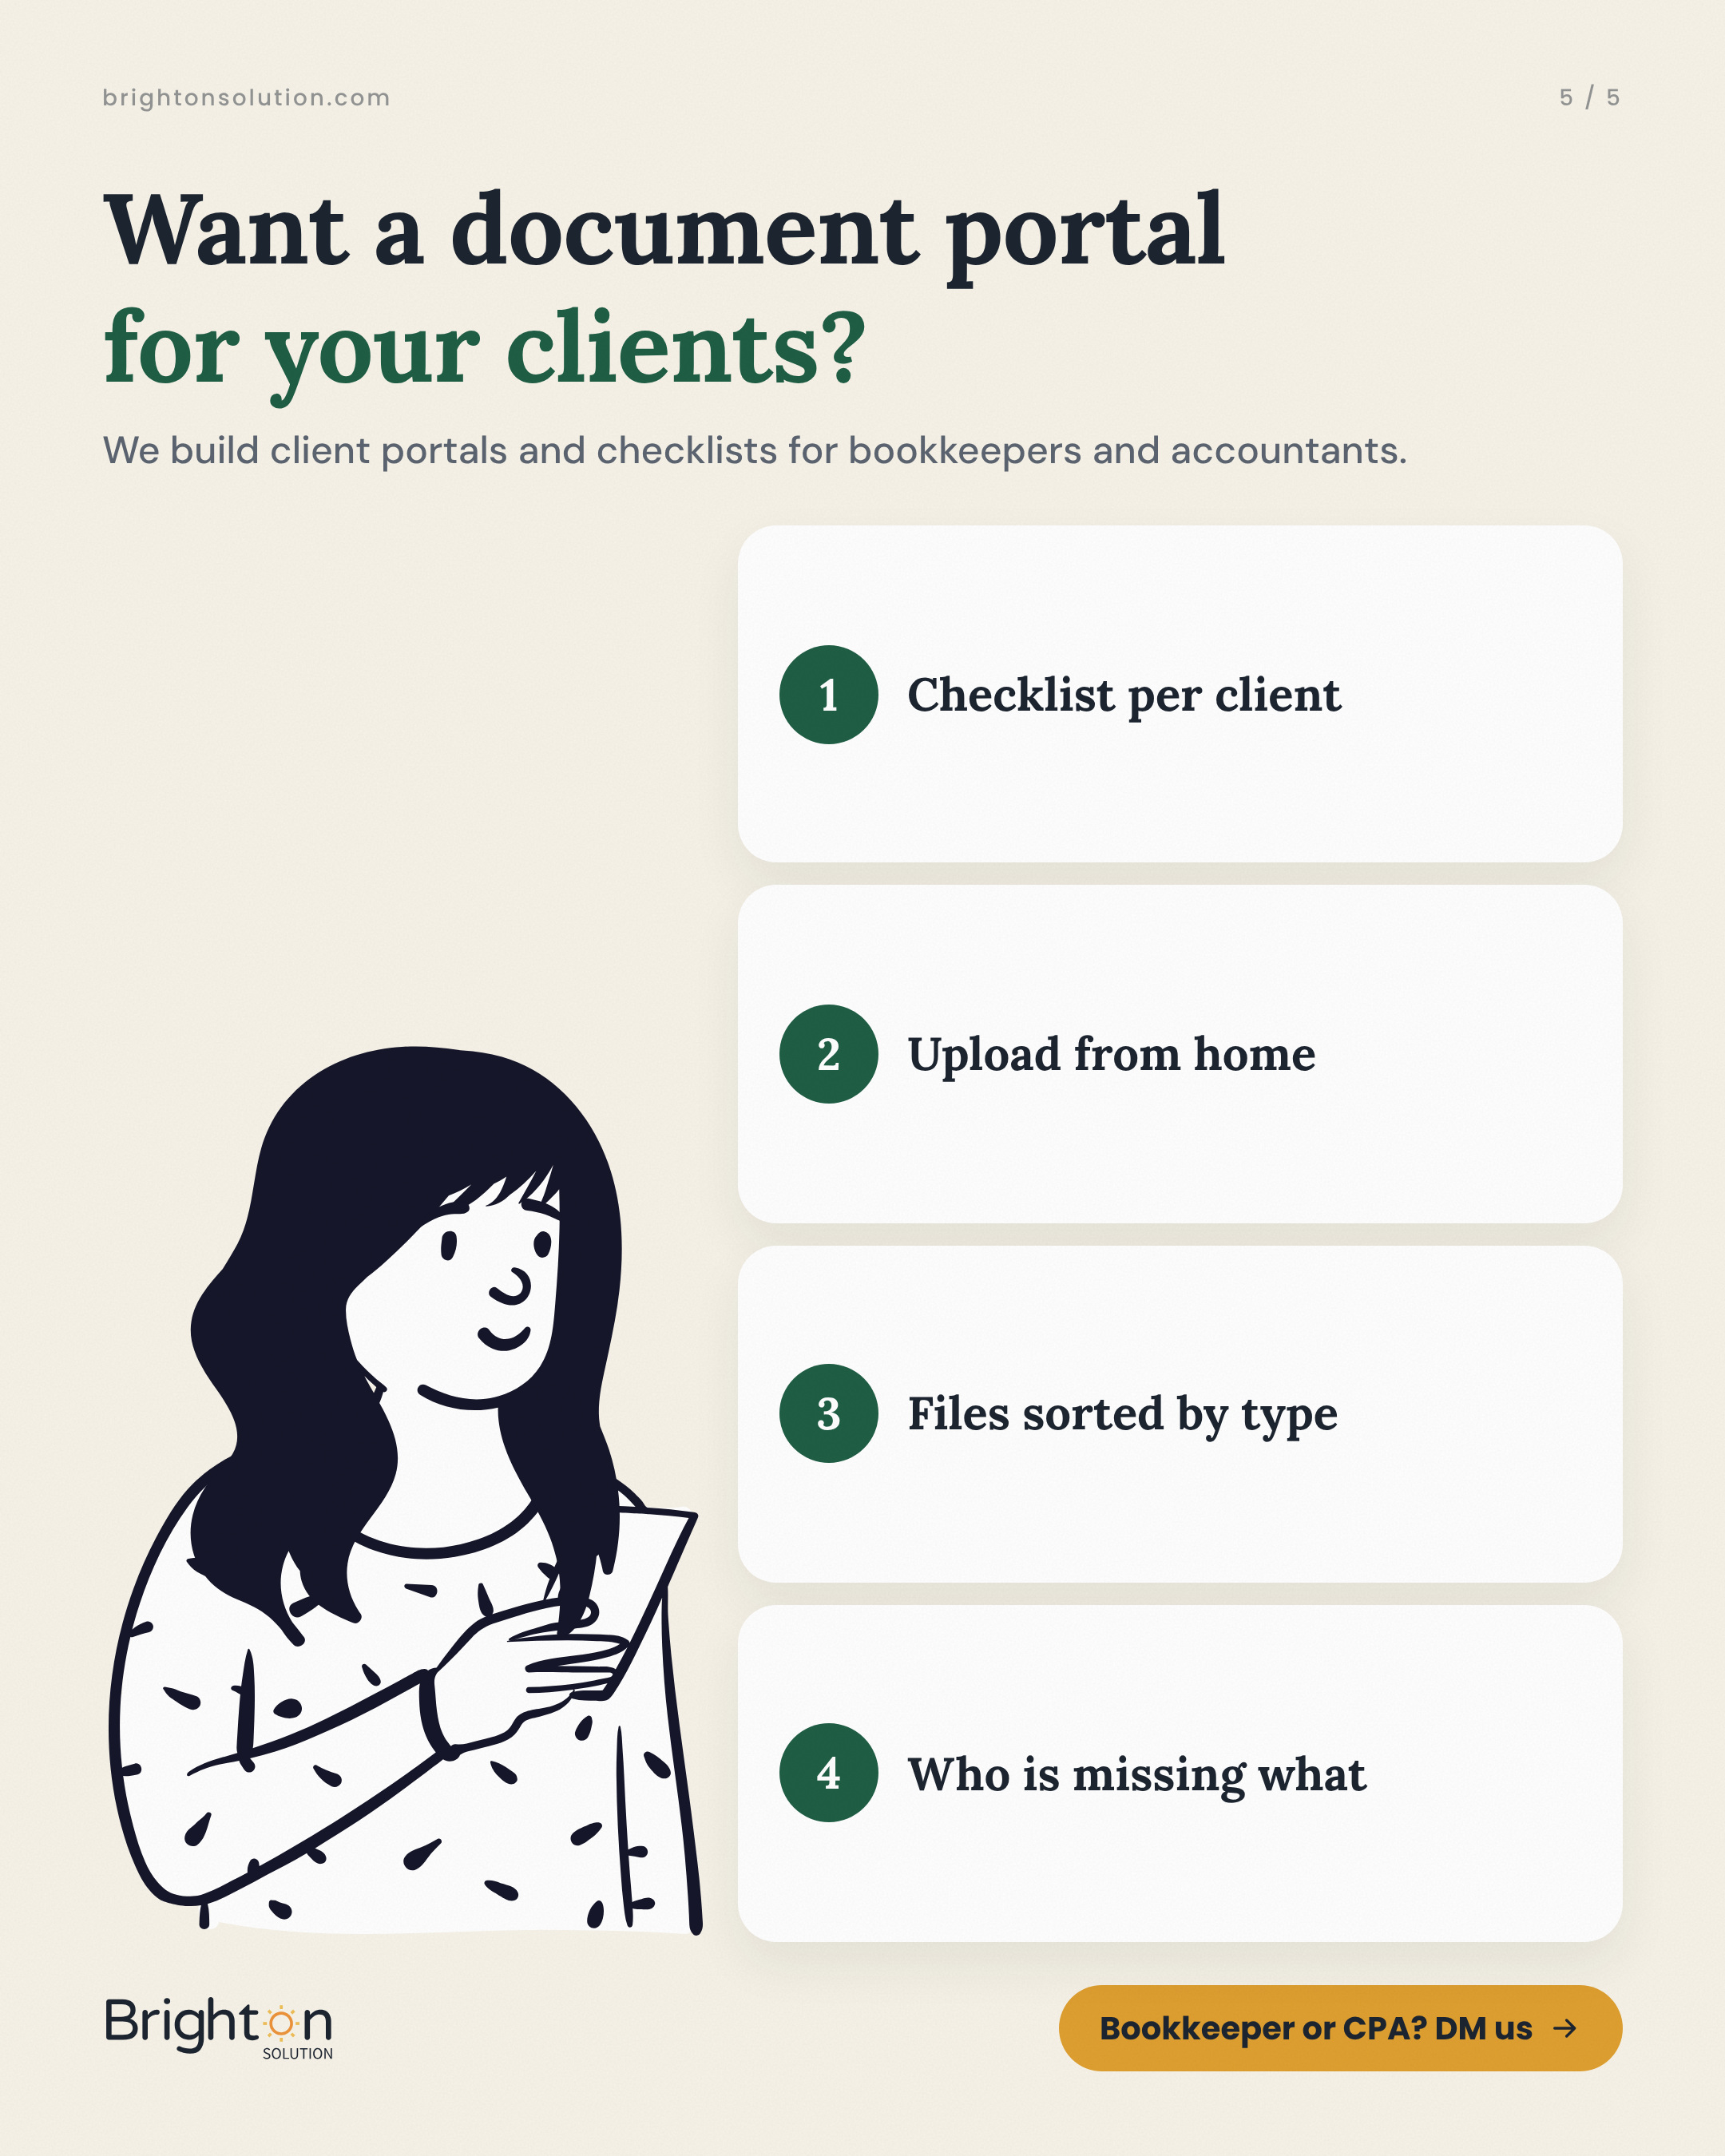 brightonsolution.com
5 / 5
Want a document portal
for your clients?
We build client portals and checklists for bookkeepers and accountants.
1 Checklist per client
2 Upload from home
3 Files sorted by type
4 Who is missing what
Brighton
SOLUTION
Bookkeeper or CPA? DM us →